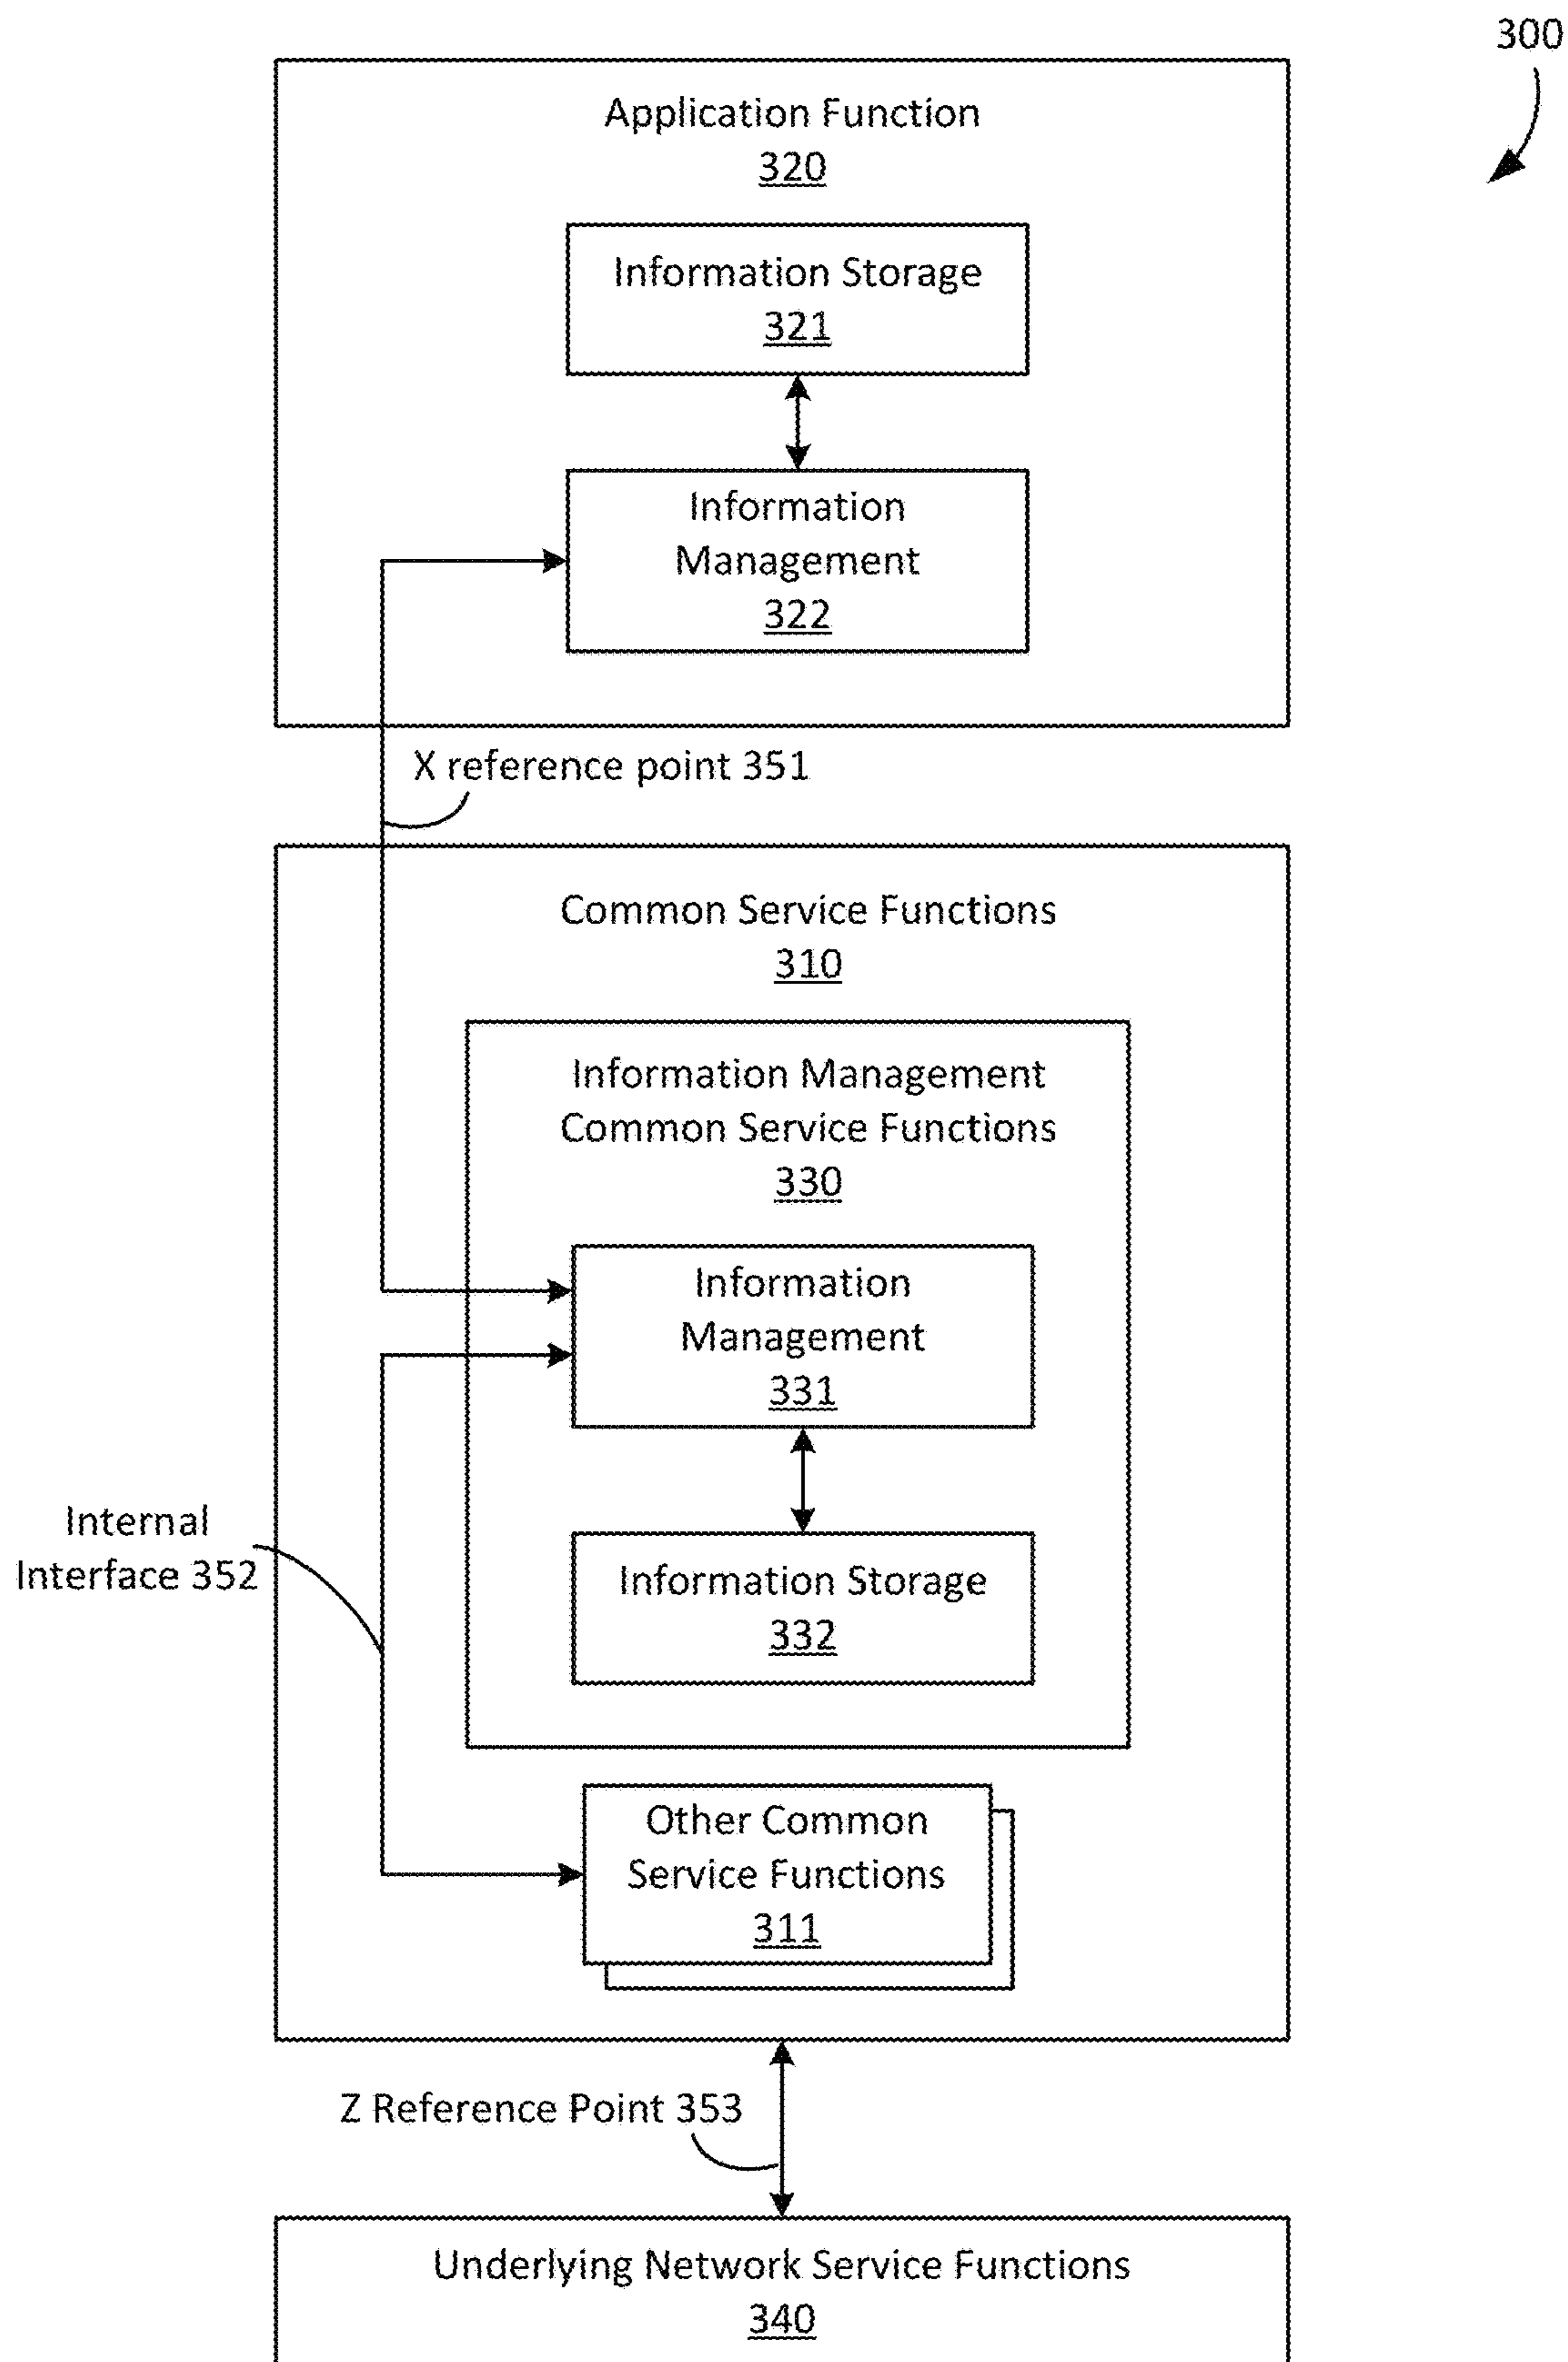 300
Application Function
320
Information Storage
321
Information
Management
322
X reference point 351
Common Service Functions
310
Information Management
Common Service Functions
330
Information
Management
331
Internal
Interface 352
Information Storage
332
Other Common
Service Functions
311
Z Reference Point 353
Underlying Network Service Functions
340